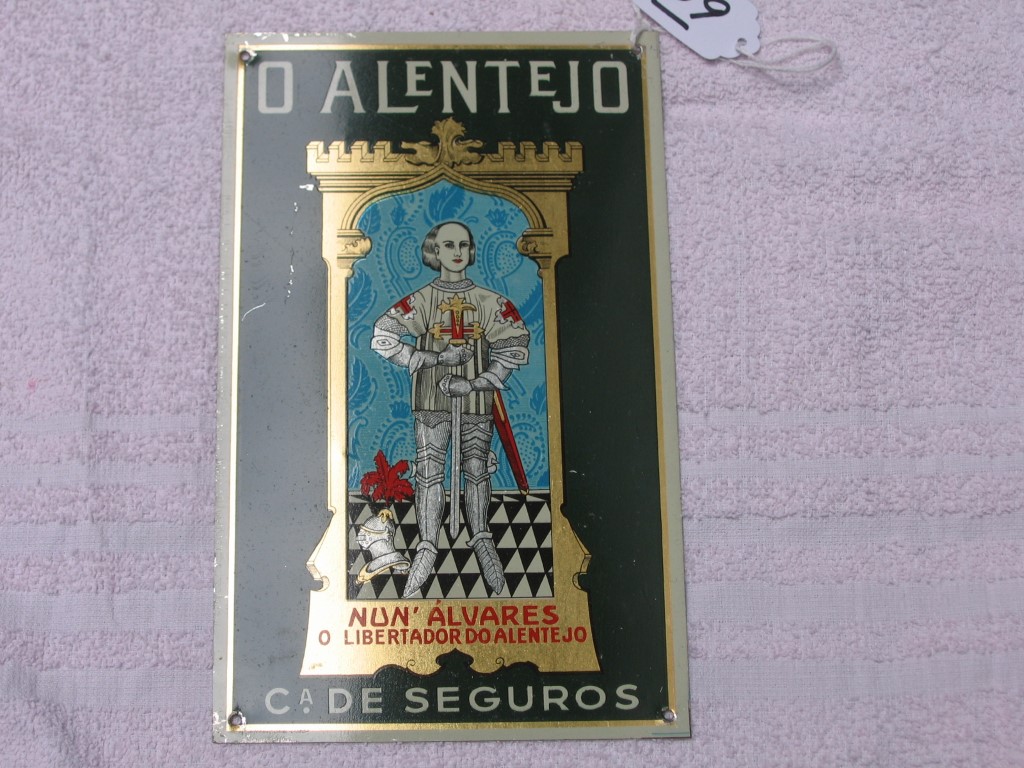 O ALENTEJO
NUN' ÁLVARES
O LIBERTADOR DO ALENTEJO
Cᴬ. DE SEGUROS